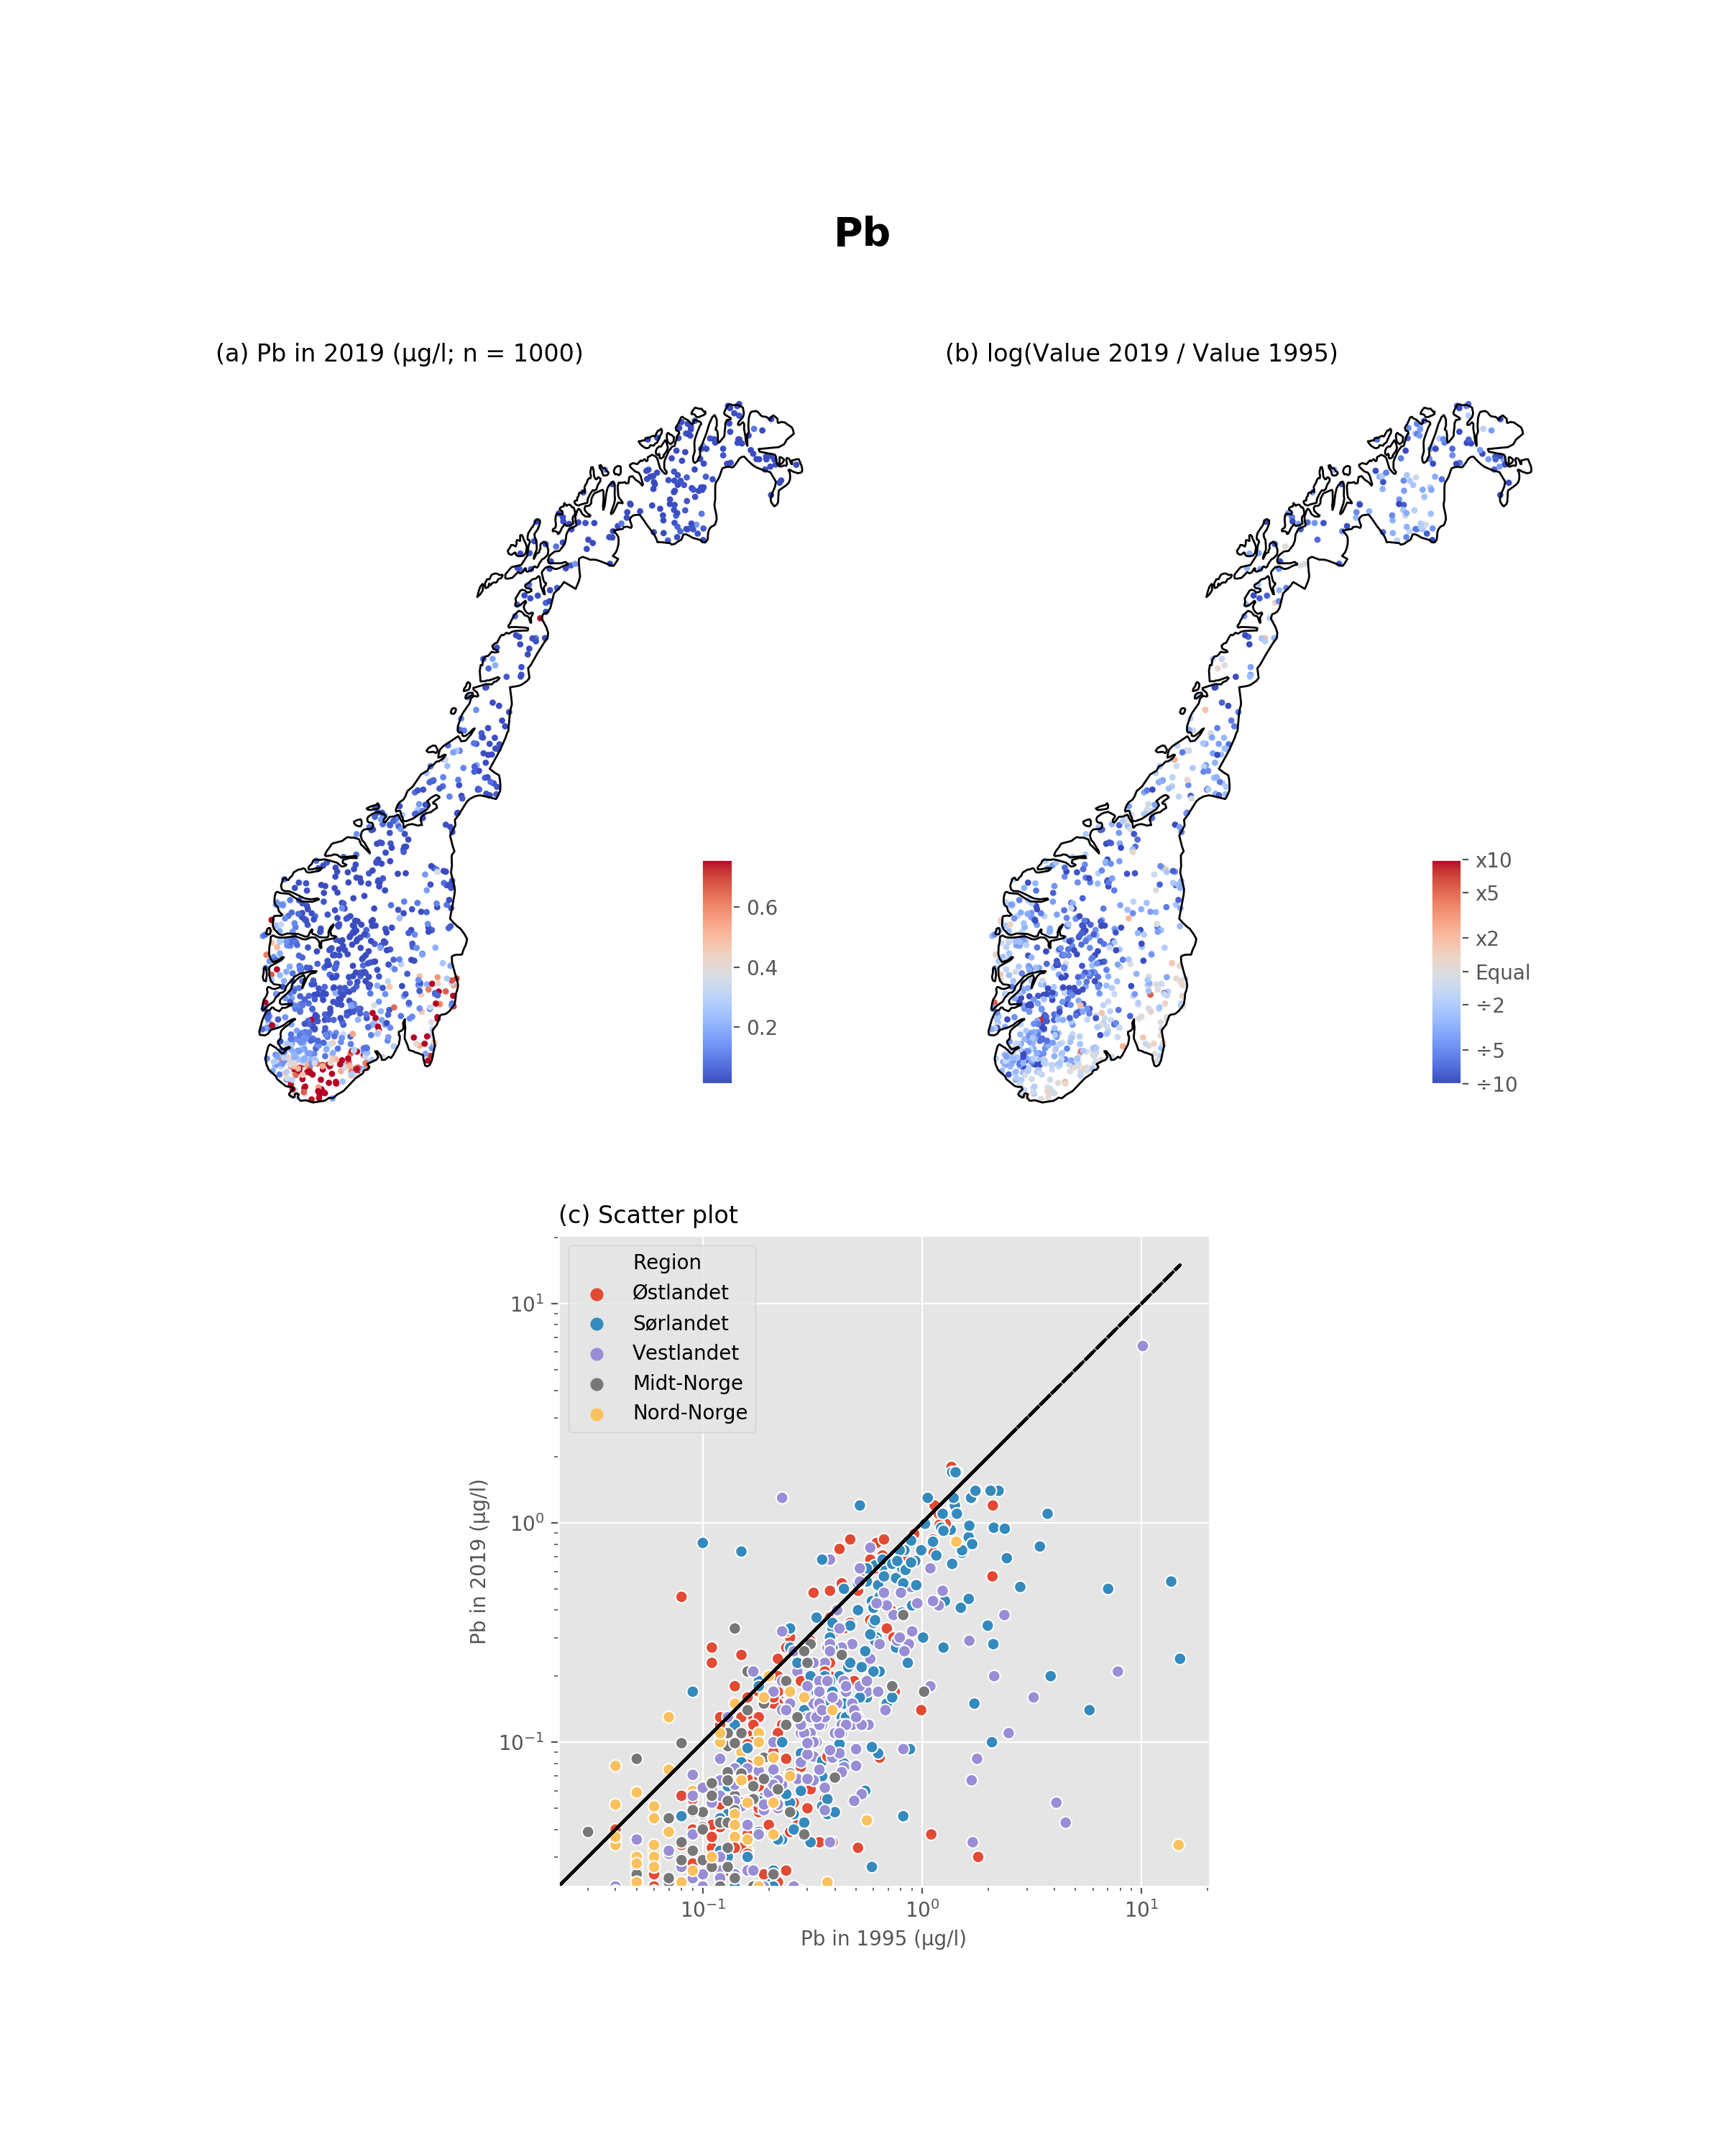 Pb
(a) Pb in 2019 (µg/l; n = 1000)
(b) log(Value 2019 / Value 1995)
0.6
0.4
0.2
x10
x5
x2
Equal
÷2
÷5
÷10
(c) Scatter plot
Region
Østlandet
Sørlandet
Vestlandet
Midt-Norge
Nord-Norge
10¹
10⁰
10⁻¹
Pb in 2019 (µg/l)
10⁻¹ 10⁰ 10¹
Pb in 1995 (µg/l)